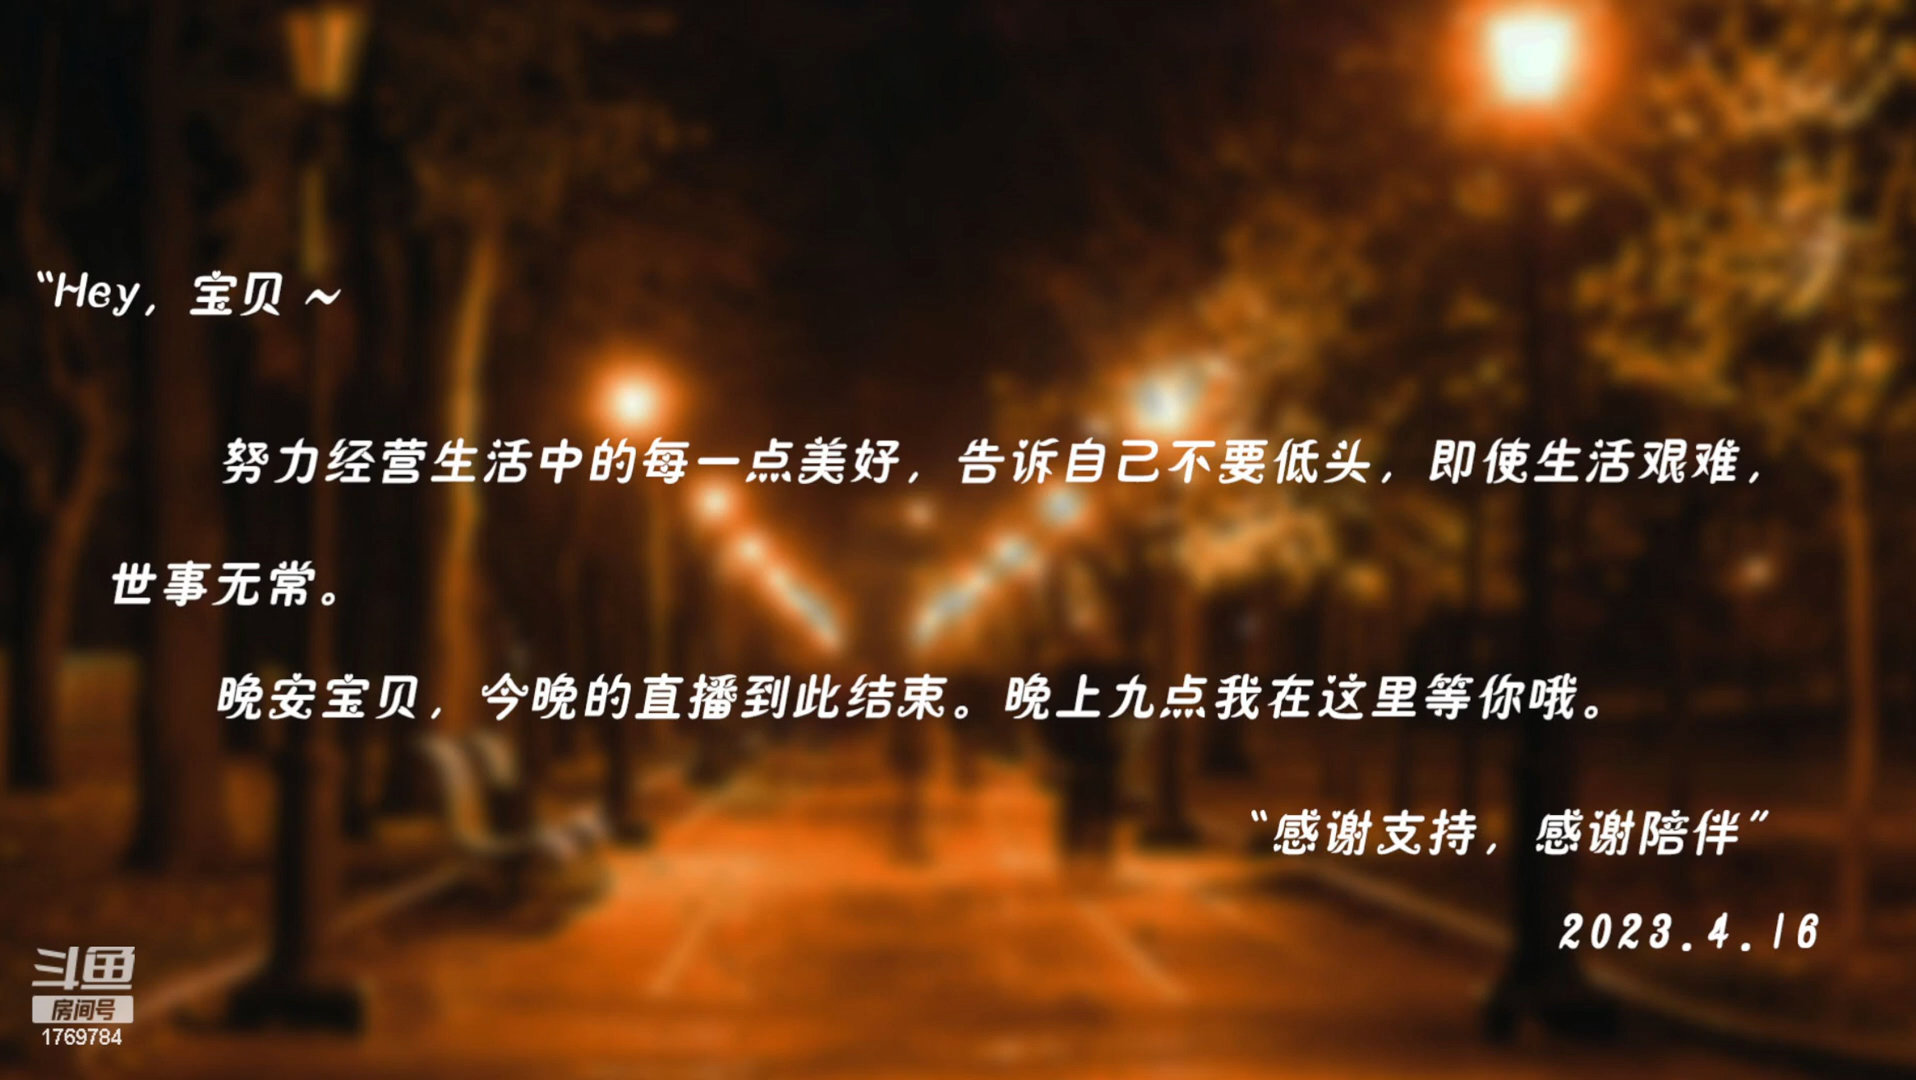 “Hey，宝贝 ~
努力经营生活中的每一点美好，告诉自己不要低头，即使生活艰难，
世事无常。
晚安宝贝，今晚的直播到此结束。晚上九点我在这里等你哦。
“感谢支持，感谢陪伴”
2023.4.16
斗鱼
房间号
1769784